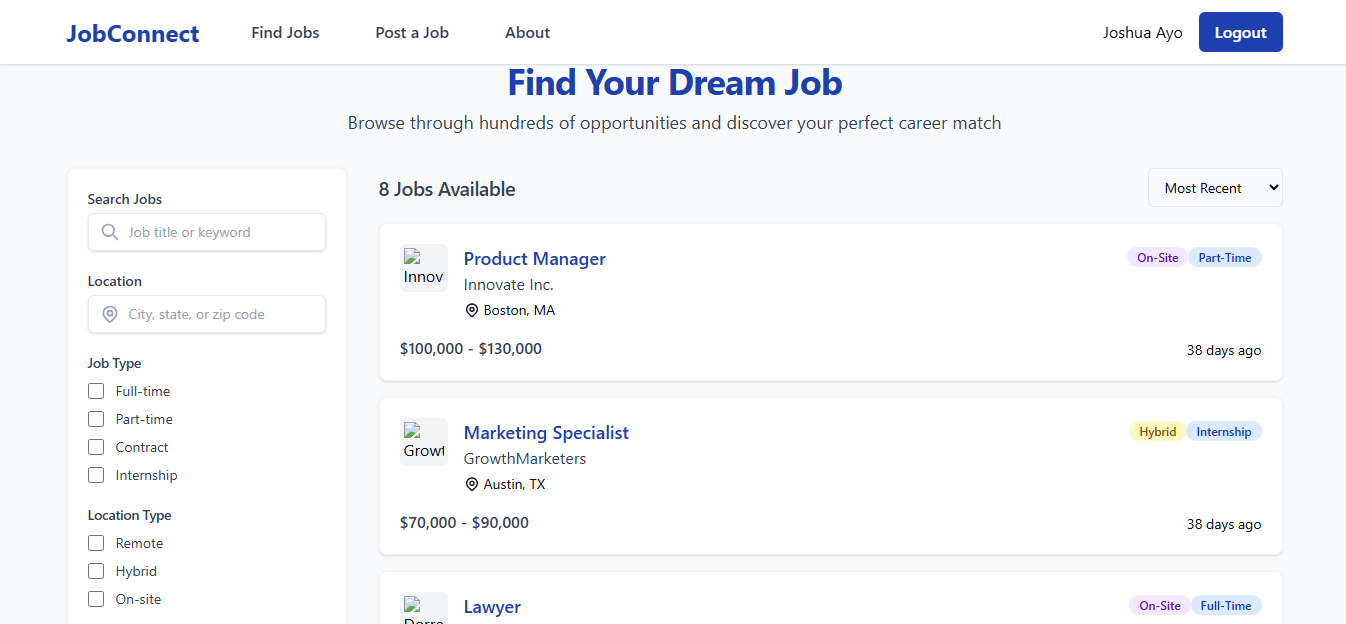 JobConnect Find Jobs Post a Job About Joshua Ayo Logout
Find Your Dream Job
Browse through hundreds of opportunities and discover your perfect career match
Search Jobs
Job title or keyword
Location
City, state, or zip code
Job Type
Full-time
Part-time
Contract
Internship
Location Type
Remote
Hybrid
On-site
8 Jobs Available Most Recent
Innov Product Manager On-Site Part-Time
Innovate Inc.
Boston, MA
$100,000 - $130,000 38 days ago
Growt Marketing Specialist Hybrid Internship
GrowthMarketers
Austin, TX
$70,000 - $90,000 38 days ago
Lawyer On-Site Full-Time